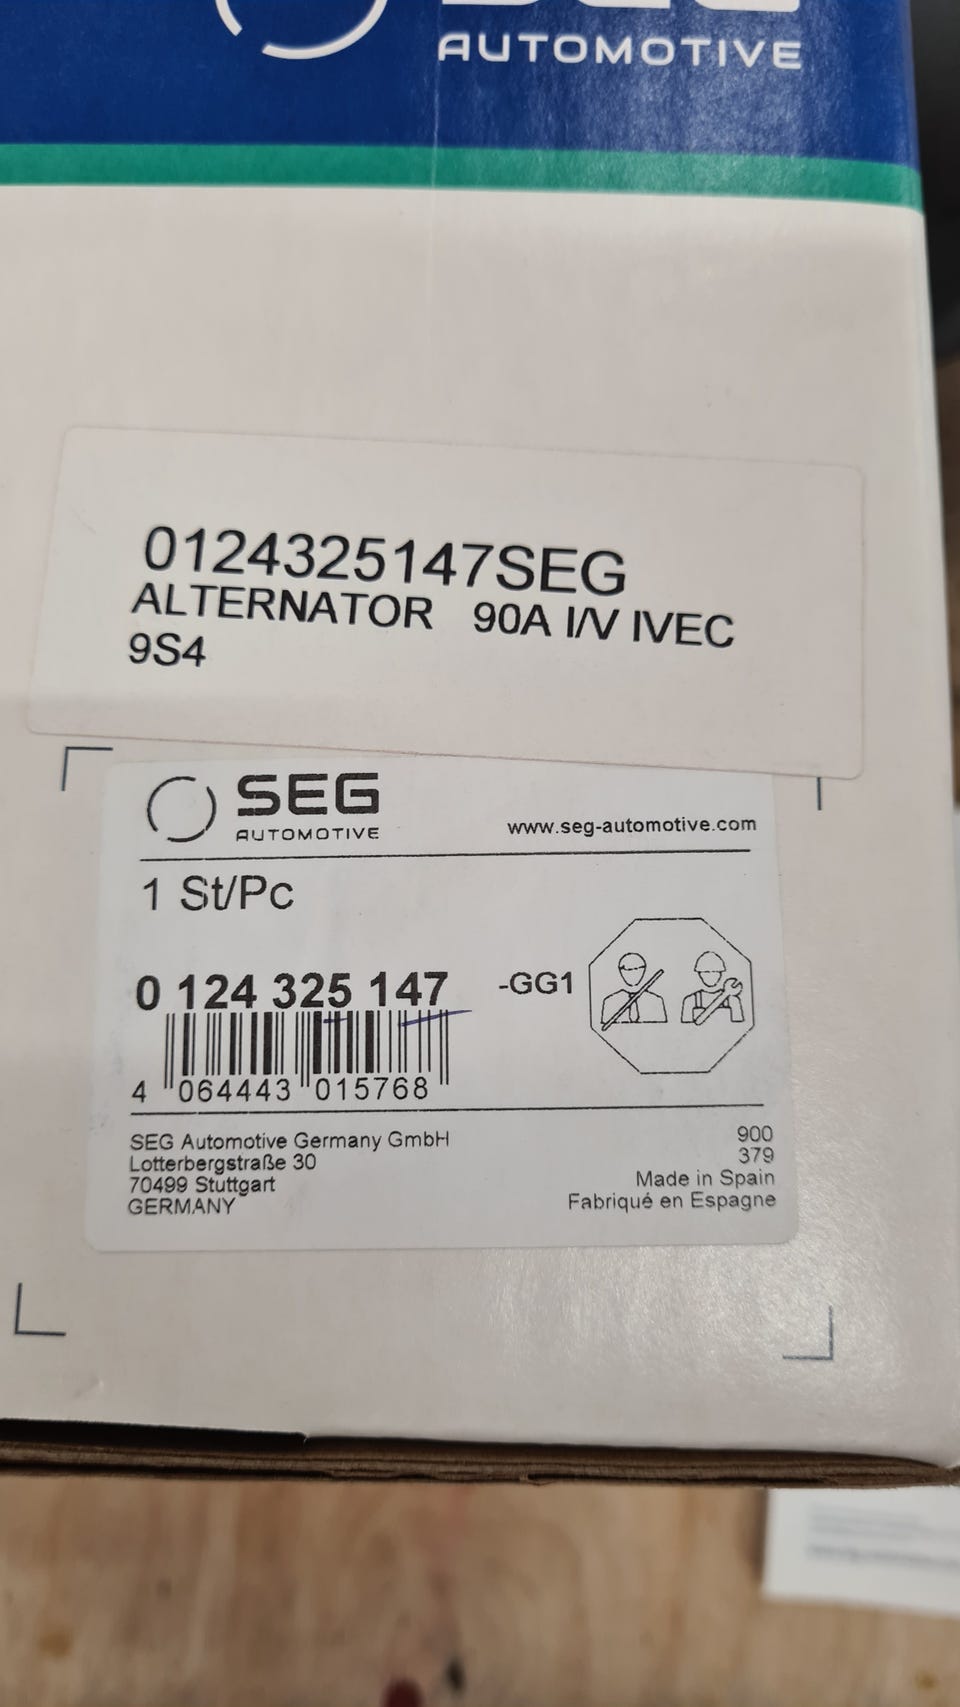 SEG
AUTOMOTIVE
0124325147SEG
ALTERNATOR 90A I/V IVEC
9S4
SEG
AUTOMOTIVE
www.seg-automotive.com
1 St/Pc
0 124 325 147 -GG1
4 064443 015768
SEG Automotive Germany GmbH
Lotterbergstraße 30
70499 Stuttgart
GERMANY
900
379
Made in Spain
Fabriqué en Espagne